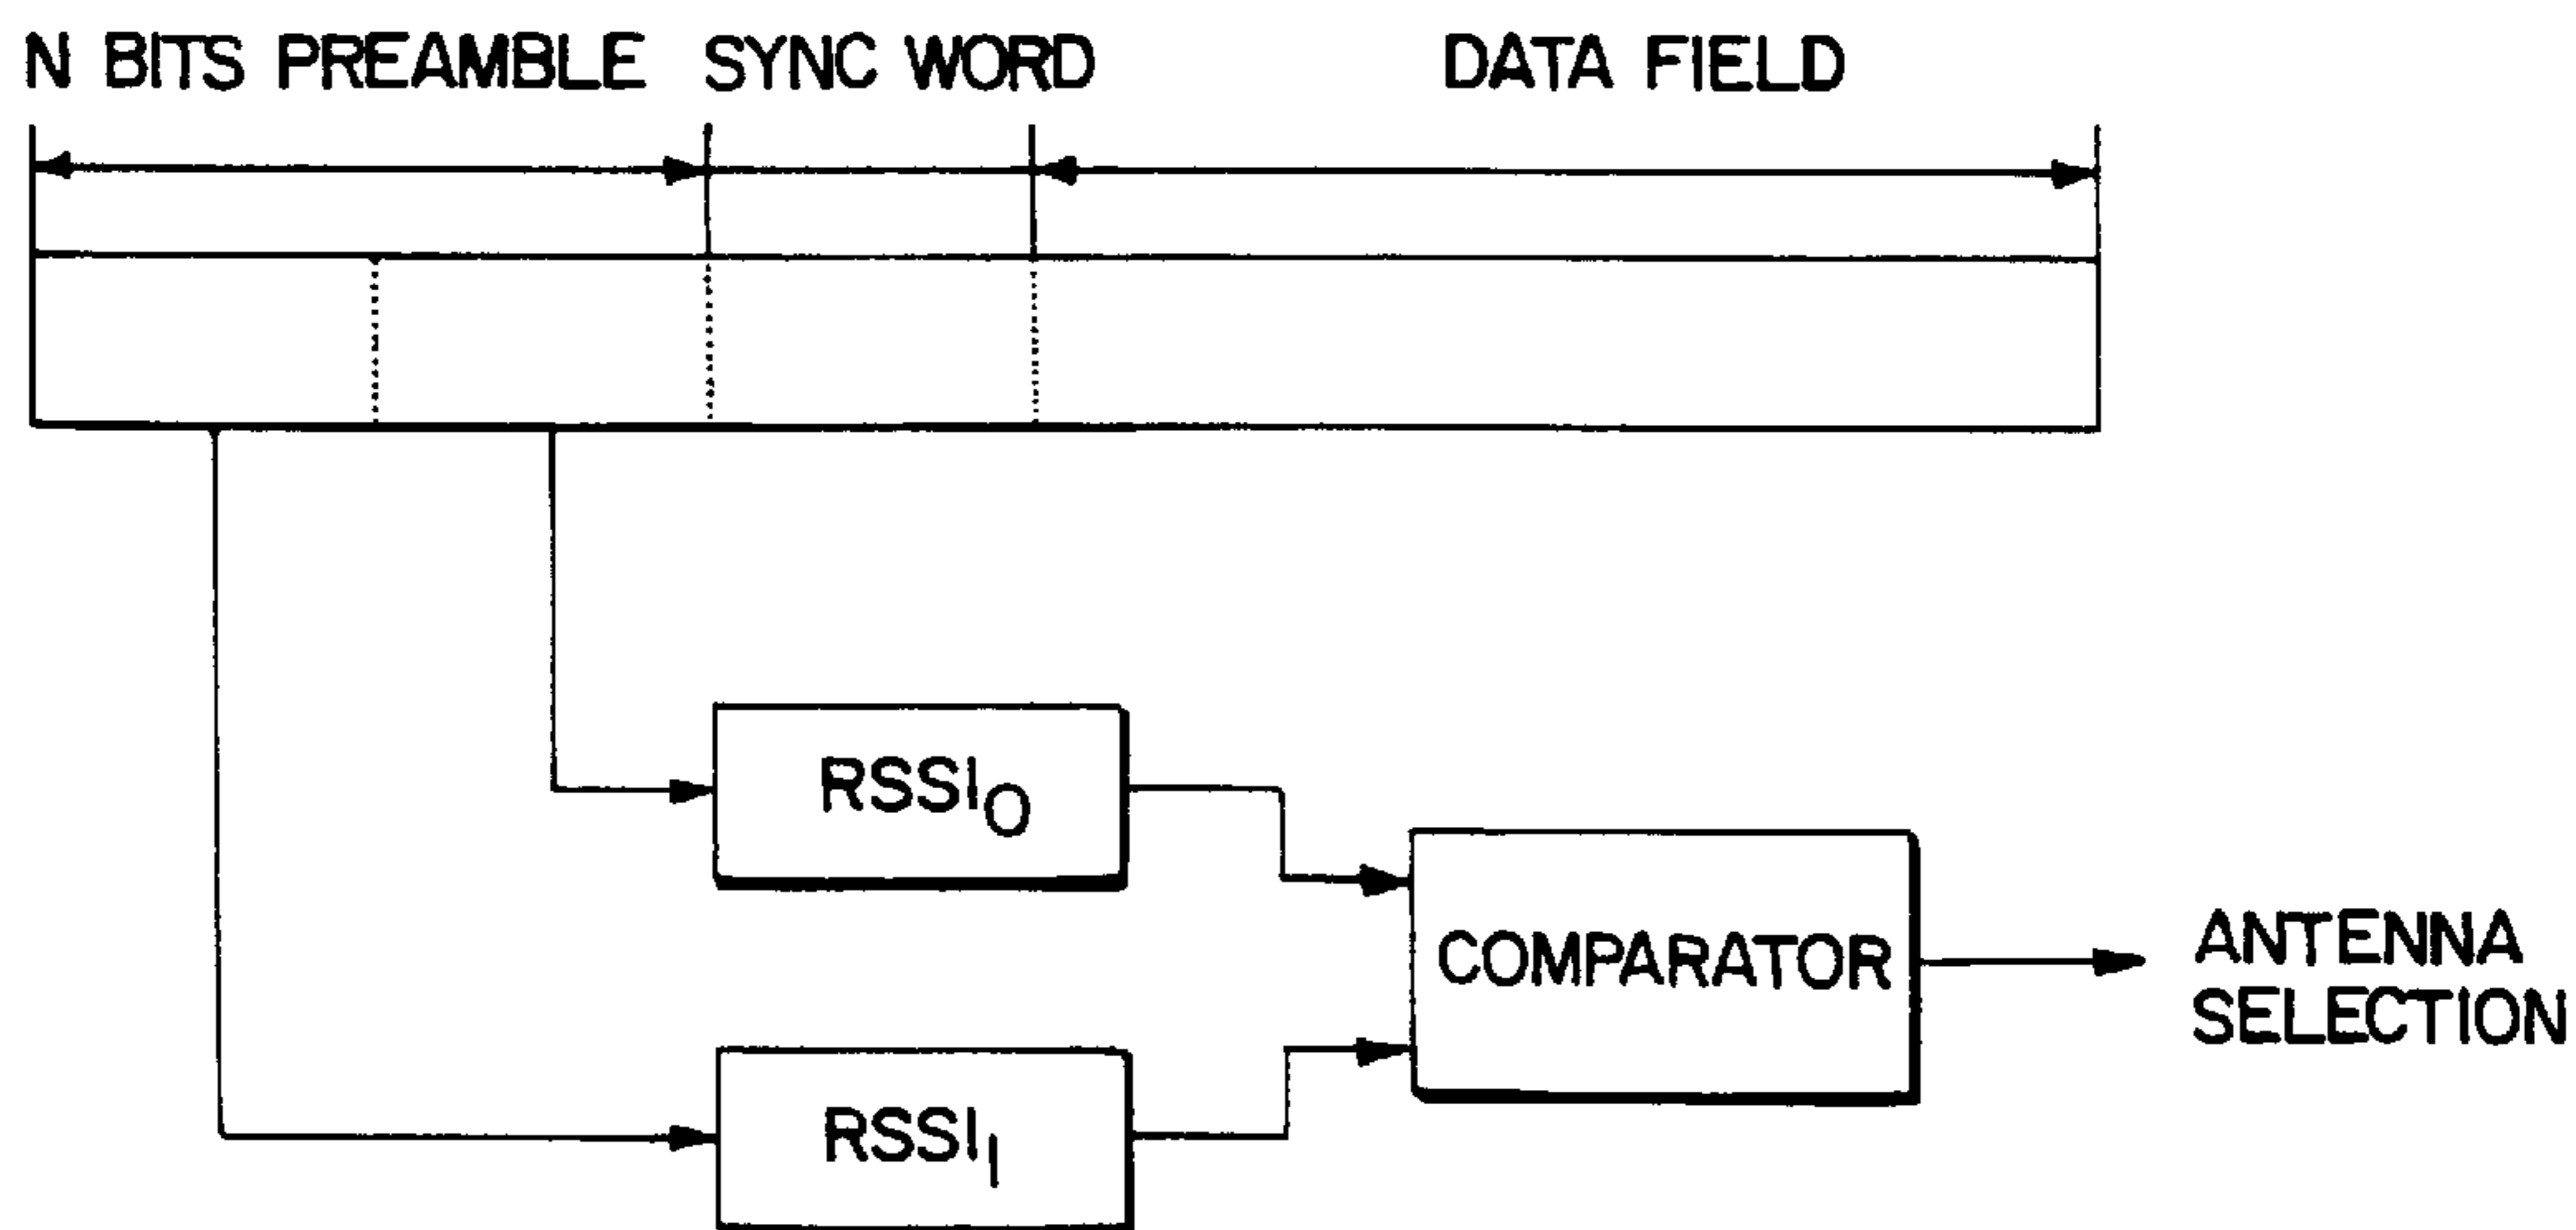 N BITS PREAMBLE SYNC WORD DATA FIELD
RSSI₀
COMPARATOR
ANTENNA
SELECTION
RSSI₁